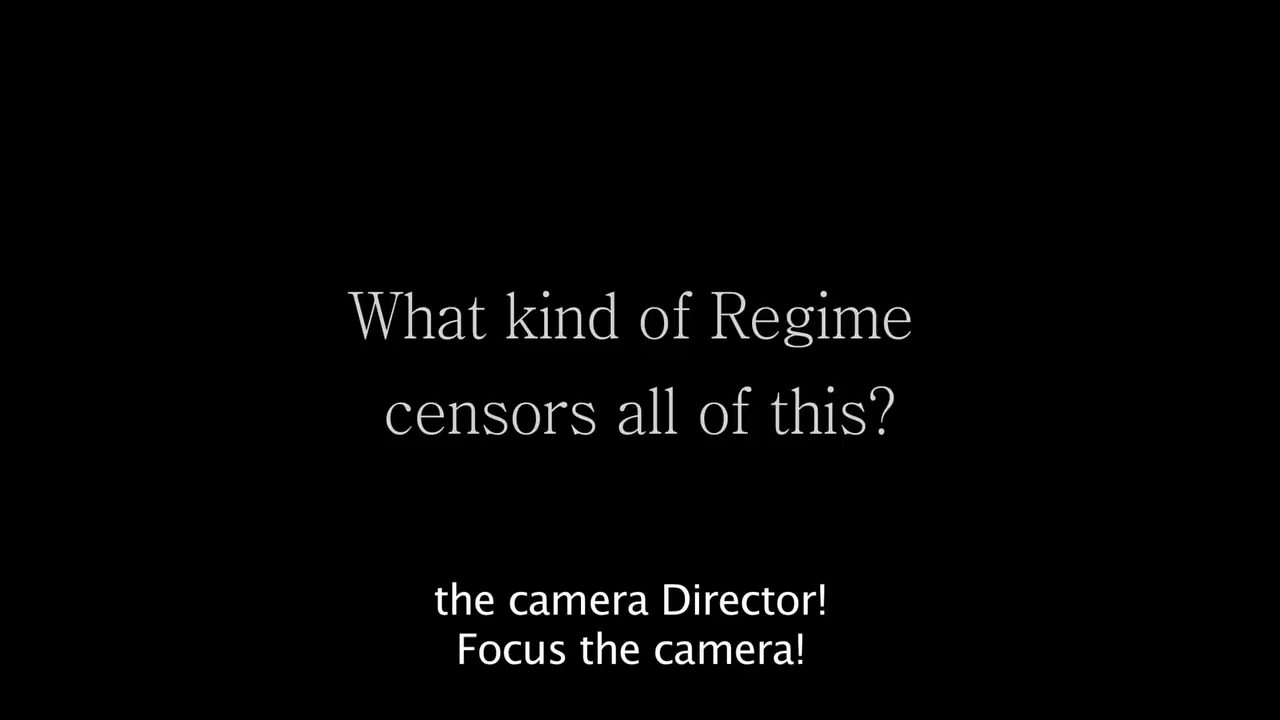 What kind of Regime
censors all of this?
the camera Director!
Focus the camera!